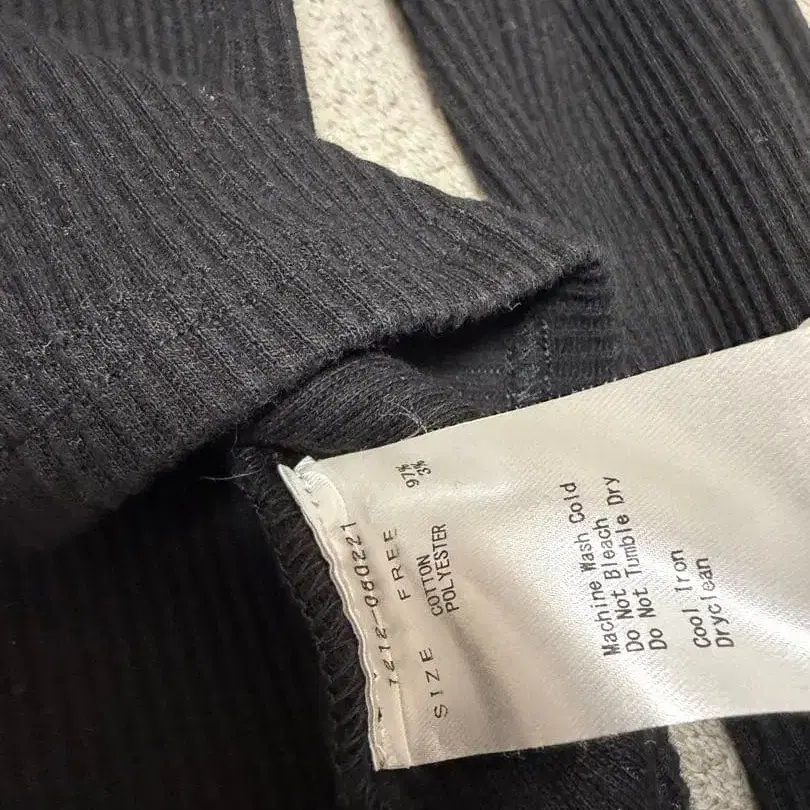 1212-080221
SIZE FREE
COTTON 97%
POLYESTER 3%
Machine Wash Cold
Do Not Bleach
Do Not Tumble Dry
Cool Iron
Dryclean